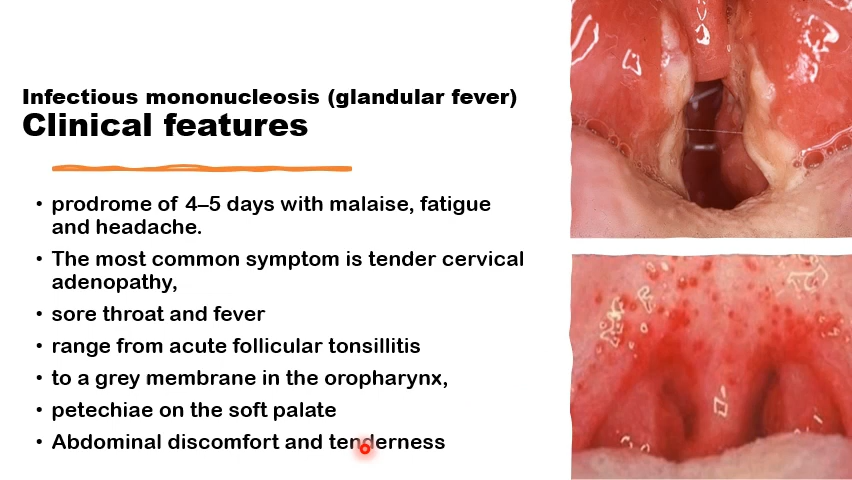 Infectious mononucleosis (glandular fever)
Clinical features
• prodrome of 4–5 days with malaise, fatigue
and headache.
• The most common symptom is tender cervical
adenopathy,
• sore throat and fever
• range from acute follicular tonsillitis
• to a grey membrane in the oropharynx,
• petechiae on the soft palate
• Abdominal discomfort and tenderness